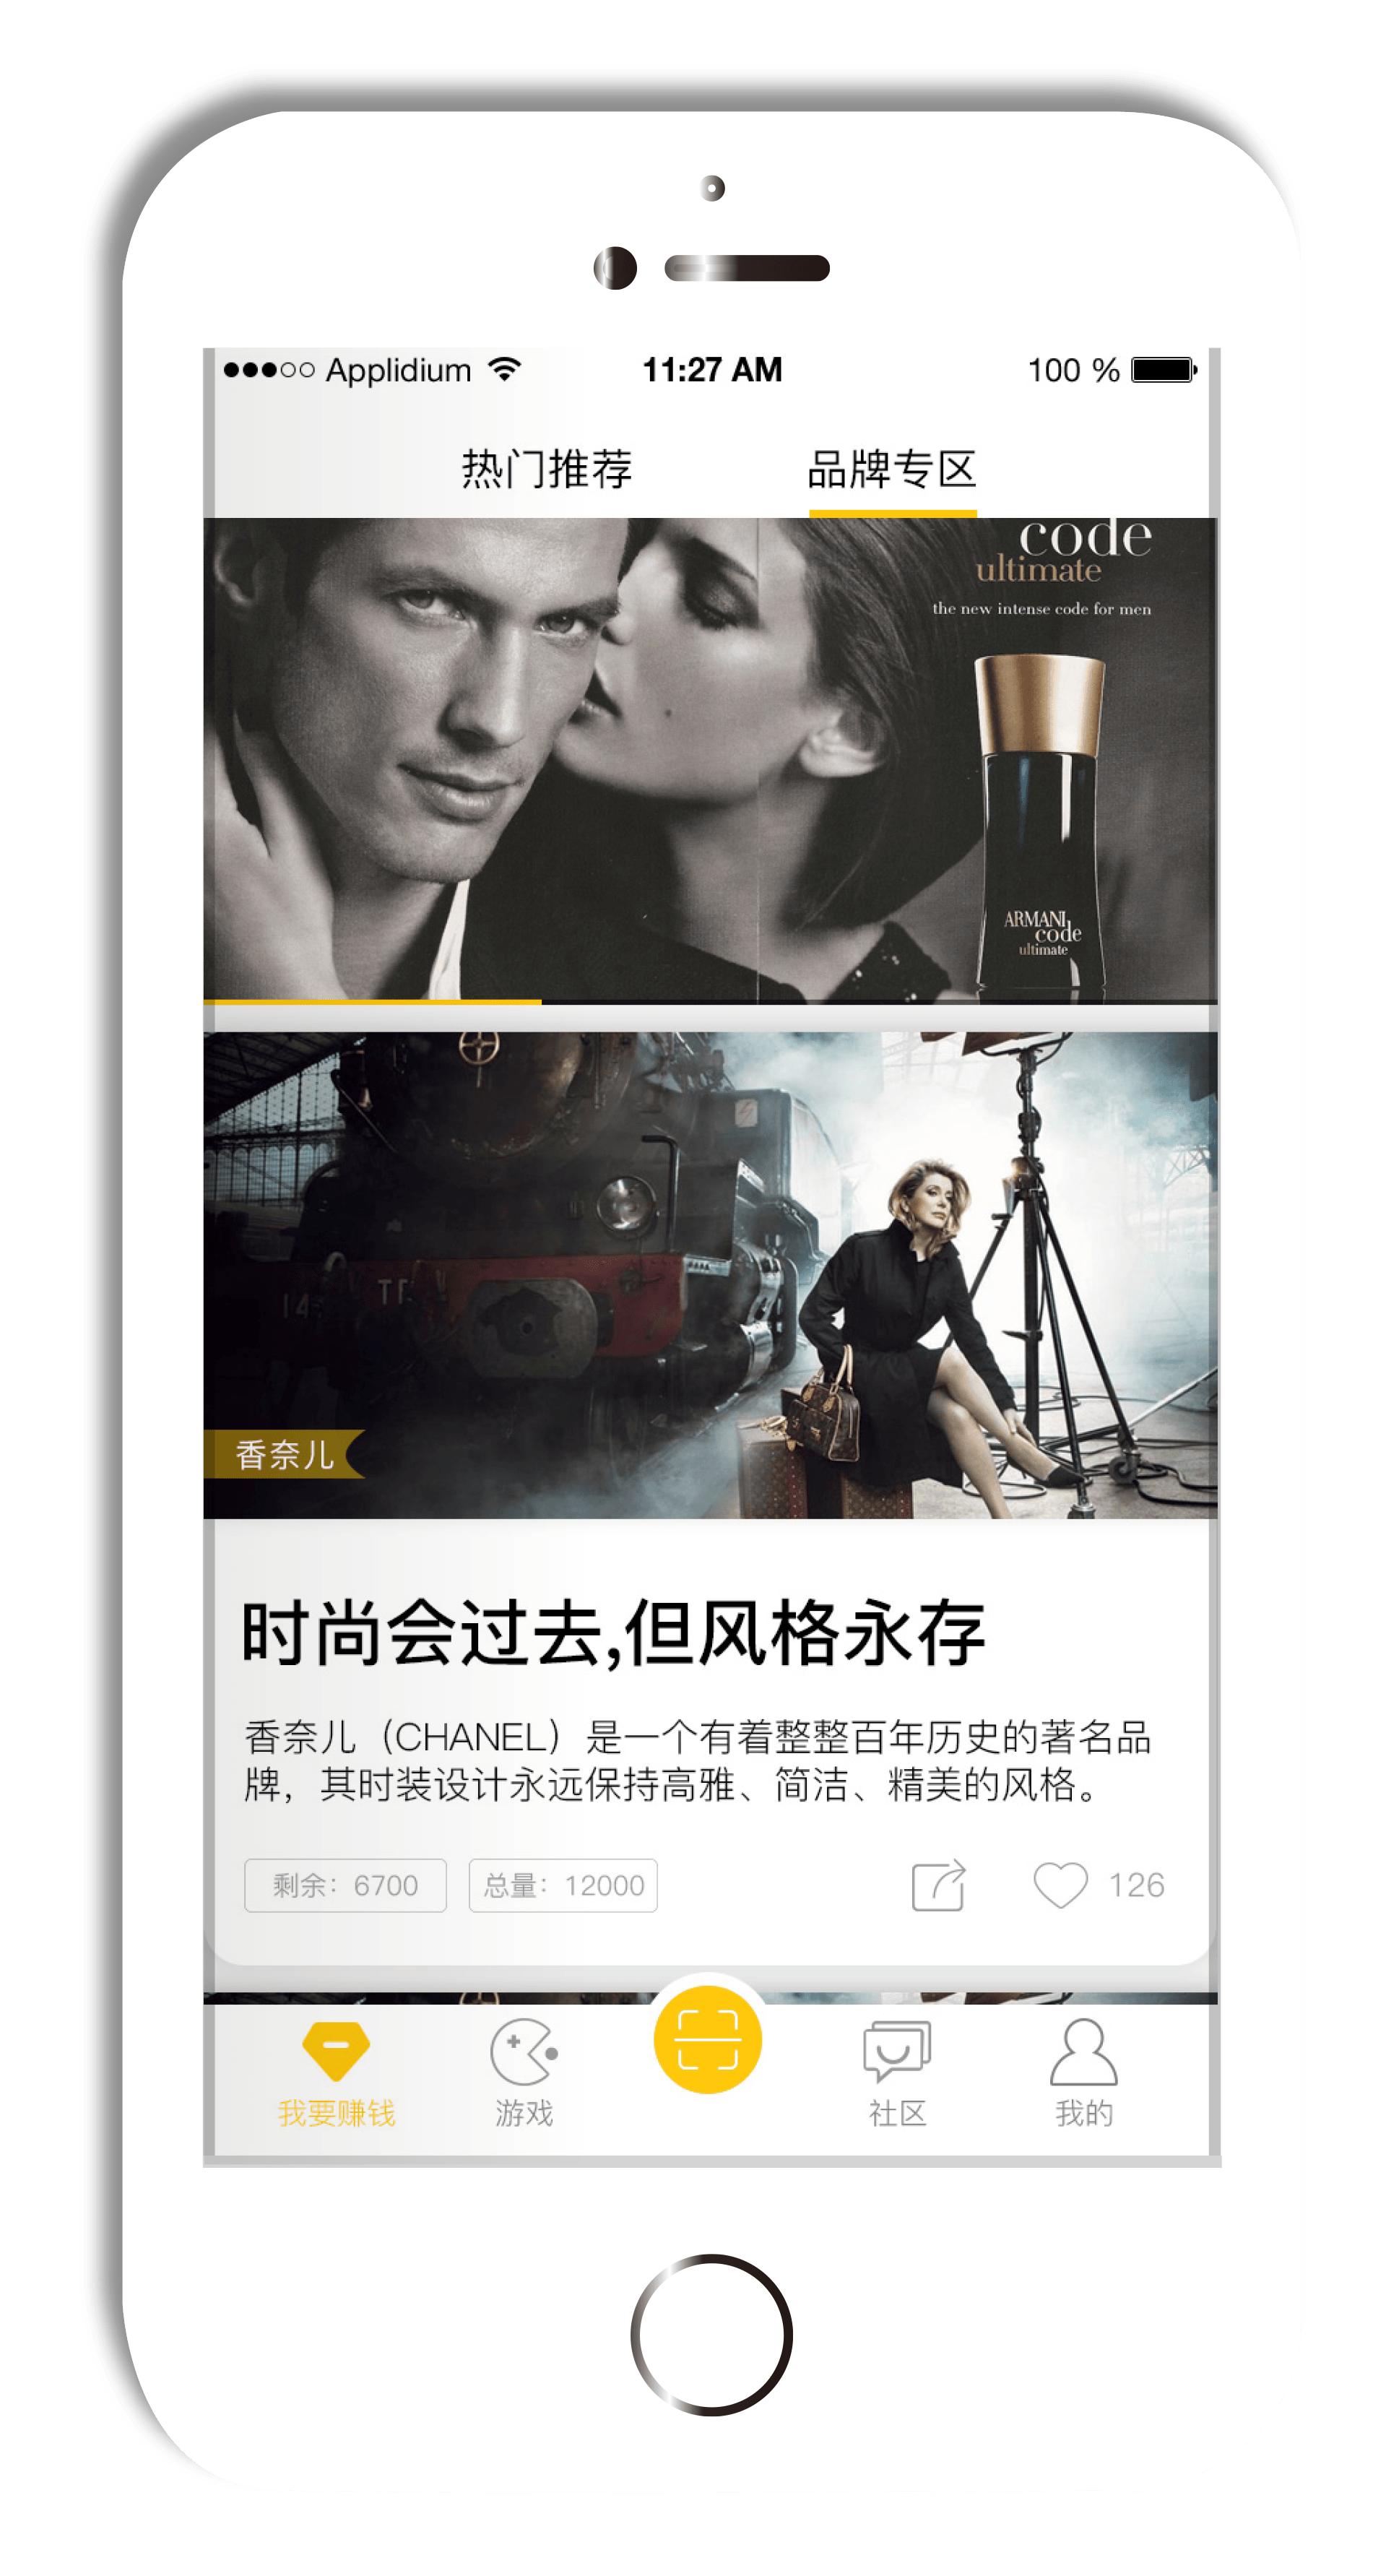 Applidium 11:27 AM 100 %
热门推荐 品牌专区
code
ultimate
the new intense code for men
ARMANI
code
ultimate
香奈儿
时尚会过去,但风格永存
香奈儿（CHANEL）是一个有着整整百年历史的著名品
牌，其时装设计永远保持高雅、简洁、精美的风格。
剩余：6700 总量：12000 126
我要赚钱 游戏 社区 我的